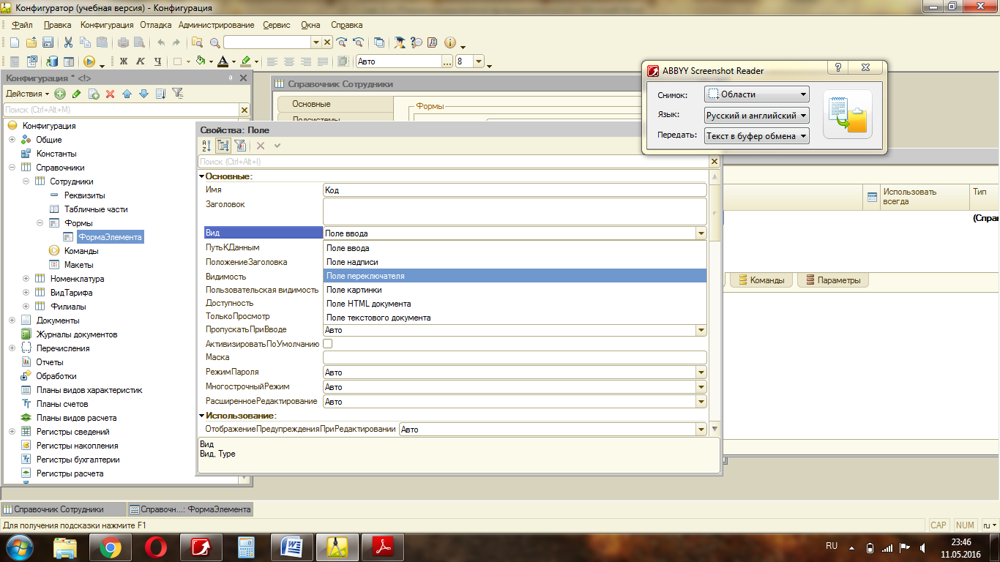 Конфигуратор (учебная версия) - Конфигурация
Файл Правка Конфигурация Отладка Администрирование Сервис Окна Справка
Ж К Ч Авто ... 8
Конфигурация * <!>
Действия
Поиск (Ctrl+Alt+M)
Конфигурация
Общие
Константы
Справочники
Сотрудники
Реквизиты
Табличные части
Формы
ФормаЭлемента
Команды
Макеты
Номенклатура
ВидТарифа
Филиалы
Документы
Журналы документов
Перечисления
Отчеты
Обработки
Планы видов характеристик
Планы счетов
Планы видов расчета
Регистры сведений
Регистры накопления
Регистры бухгалтерии
Регистры расчета
Справочник Сотрудники
Основные
Подсистемы
Формы
Свойства: Поле
Поиск (Ctrl+Alt+I)
Основные:
Имя Код
Заголовок
Вид Поле ввода
ПутьКДанным Поле ввода
ПоложениеЗаголовка Поле надписи
Видимость Поле переключателя
Пользовательская видимость Поле картинки
Доступность Поле HTML документа
ТолькоПросмотр Поле текстового документа
ПропускатьПриВводе Авто
АктивизироватьПоУмолчанию
Маска
РежимПароля Авто
МногострочныйРежим Авто
РасширенноеРедактирование Авто
Использование:
ОтображениеПредупрежденияПриРедактировании Авто
Вид
Вид, Type
ABBYY Screenshot Reader
Снимок: Области
Язык: Русский и английский
Передать: Текст в буфер обмена
Использовать всегда
Тип
(Спра
Команды Параметры
Справочник Сотрудники Справочн...: ФормаЭлемента
Для получения подсказки нажмите F1 CAP NUM ru
RU 23:46
11.05.2016